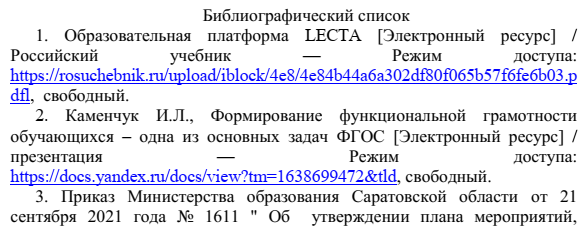 Библиографический список
1. Образовательная платформа LECTA [Электронный ресурс] /
Российский учебник — Режим доступа:
https://rosuchebnik.ru/upload/iblock/4e8/4e84b44a6a302df80f065b57f6fe6b03.p
dfl, свободный.
2. Каменчук И.Л., Формирование функциональной грамотности
обучающихся – одна из основных задач ФГОС [Электронный ресурс] /
презентация — Режим доступа:
https://docs.yandex.ru/docs/view?tm=1638699472&tld, свободный.
3. Приказ Министерства образования Саратовской области от 21
сентября 2021 года № 1611 " Об утверждении плана мероприятий,